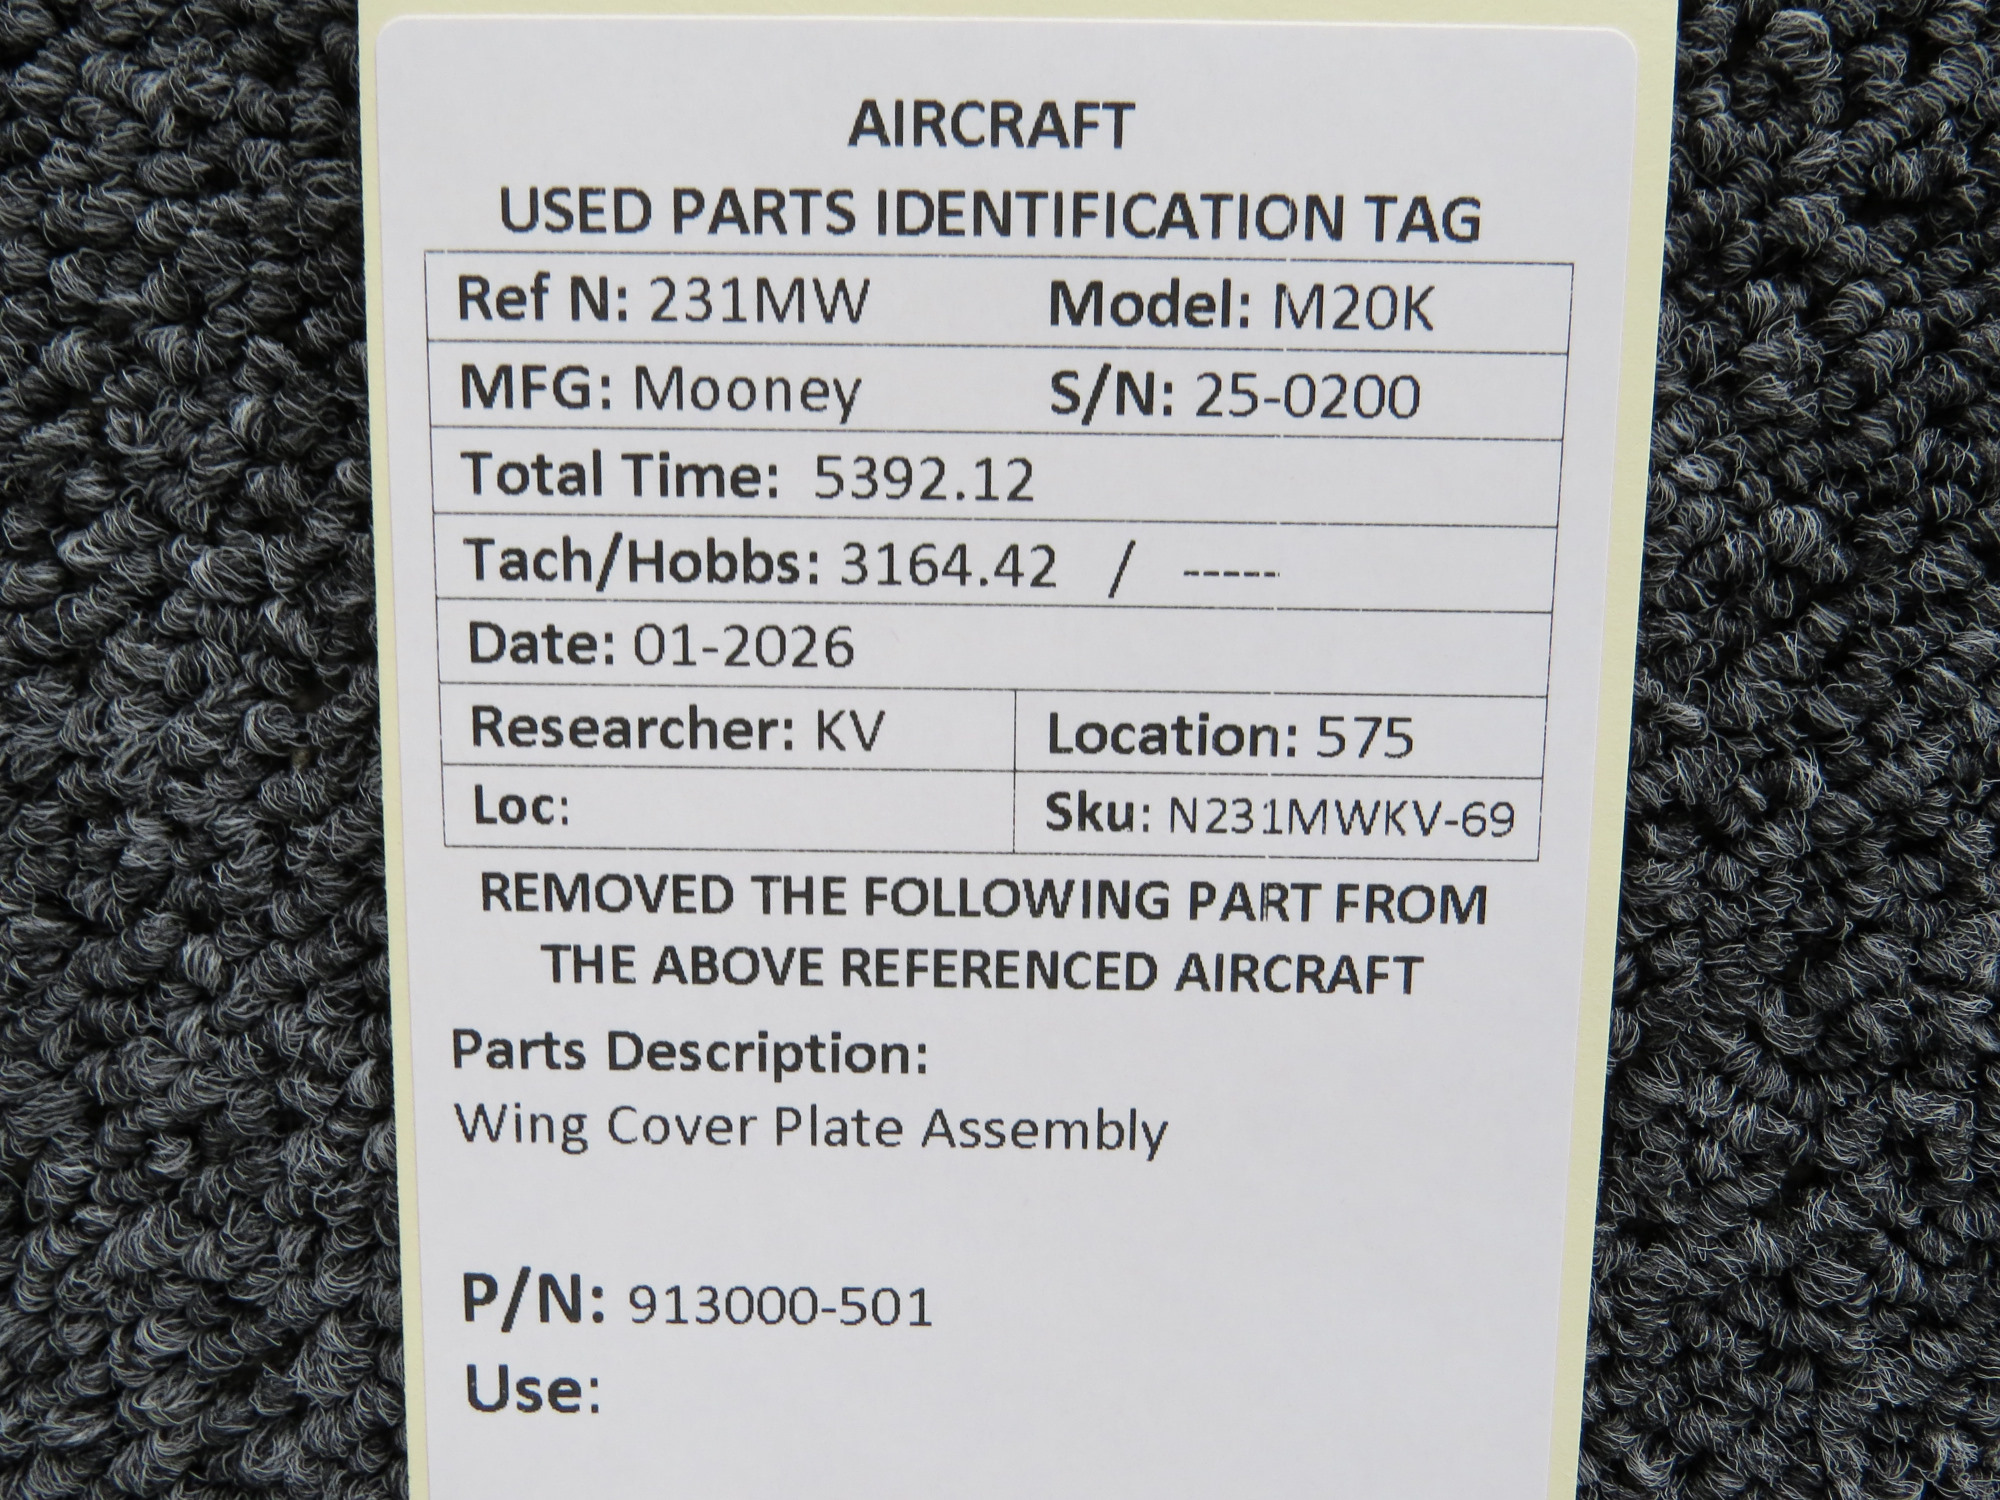 AIRCRAFT
USED PARTS IDENTIFICATION TAG
Ref N: 231MW Model: M20K
MFG: Mooney S/N: 25-0200
Total Time: 5392.12
Tach/Hobbs: 3164.42 / -----
Date: 01-2026
Researcher: KV Location: 575
Loc: Sku: N231MWKV-69
REMOVED THE FOLLOWING PART FROM
THE ABOVE REFERENCED AIRCRAFT
Parts Description:
Wing Cover Plate Assembly
P/N: 913000-501
Use: